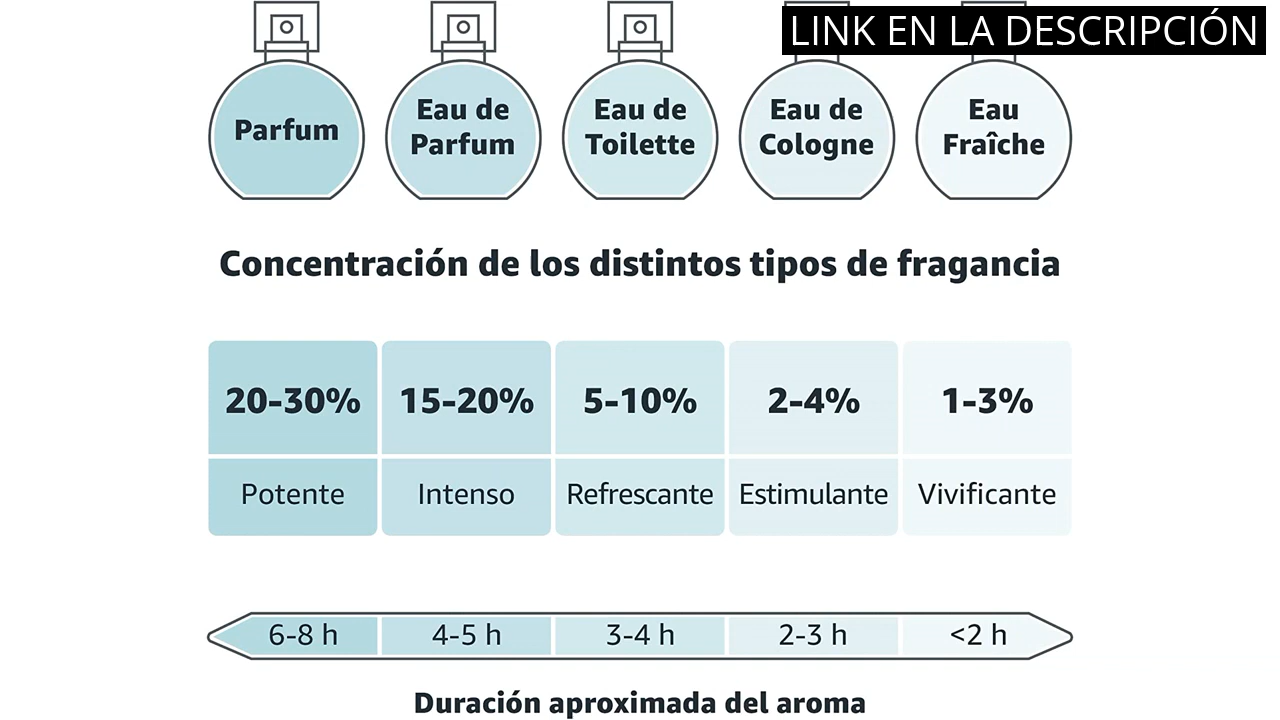 LINK EN LA DESCRIPCIÓN
Parfum
Eau de
Parfum
Eau de
Toilette
Eau de
Cologne
Eau
Fraîche
Concentración de los distintos tipos de fragancia
20-30% 15-20% 5-10% 2-4% 1-3%
Potente Intenso Refrescante Estimulante Vivificante
6-8 h 4-5 h 3-4 h 2-3 h <2 h
Duración aproximada del aroma